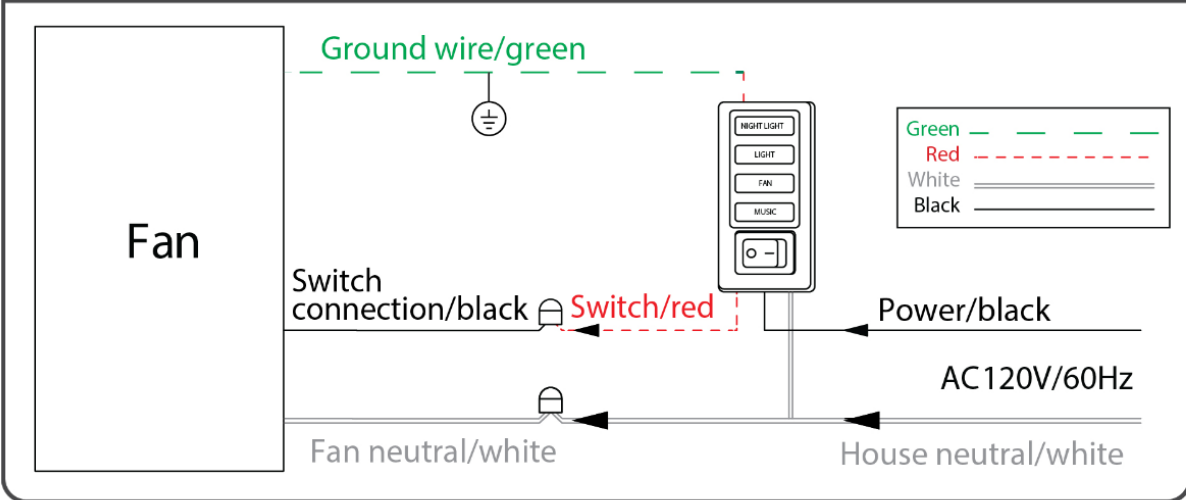 Ground wire/green
NIGHT LIGHT
LIGHT
FAN
MUSIC
Green
Red
White
Black
Fan
Switch
connection/black
Switch/red
Power/black
AC120V/60Hz
Fan neutral/white
House neutral/white